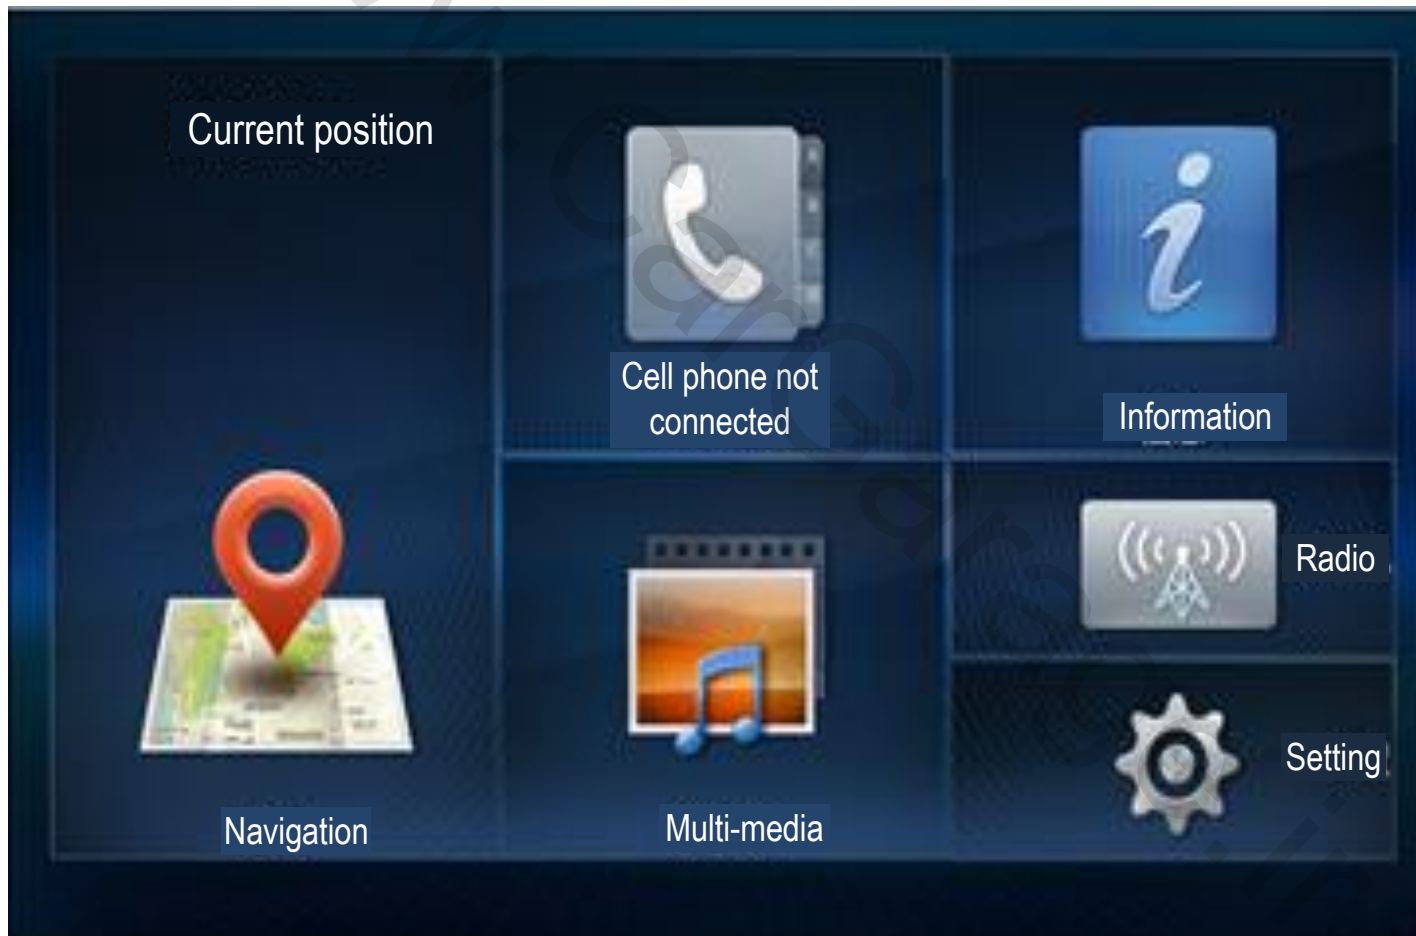 Current position
Cell phone not
connected
Information
Radio
Setting
Navigation
Multi-media